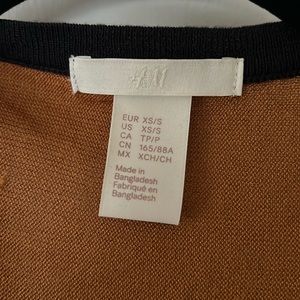 H&M
EUR XS/S
US XS/S
CA TP/P
CN 165/88A
MX XCH/CH
Made in
Bangladesh
Fabriqué en
Bangladesh